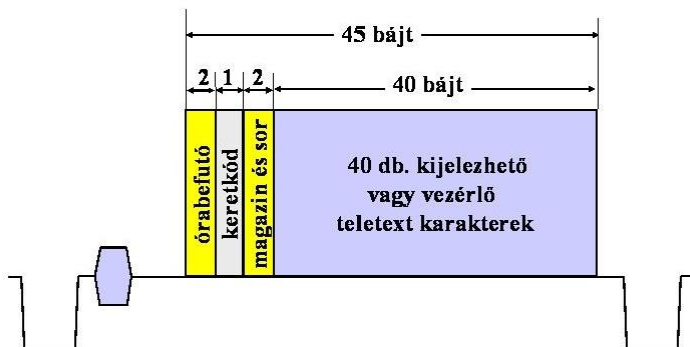 45 bájt
2 1 2
40 bájt
órabefutó
keretkód
magazin és sor
40 db. kijelezhető
vagy vezérlő
teletext karakterek